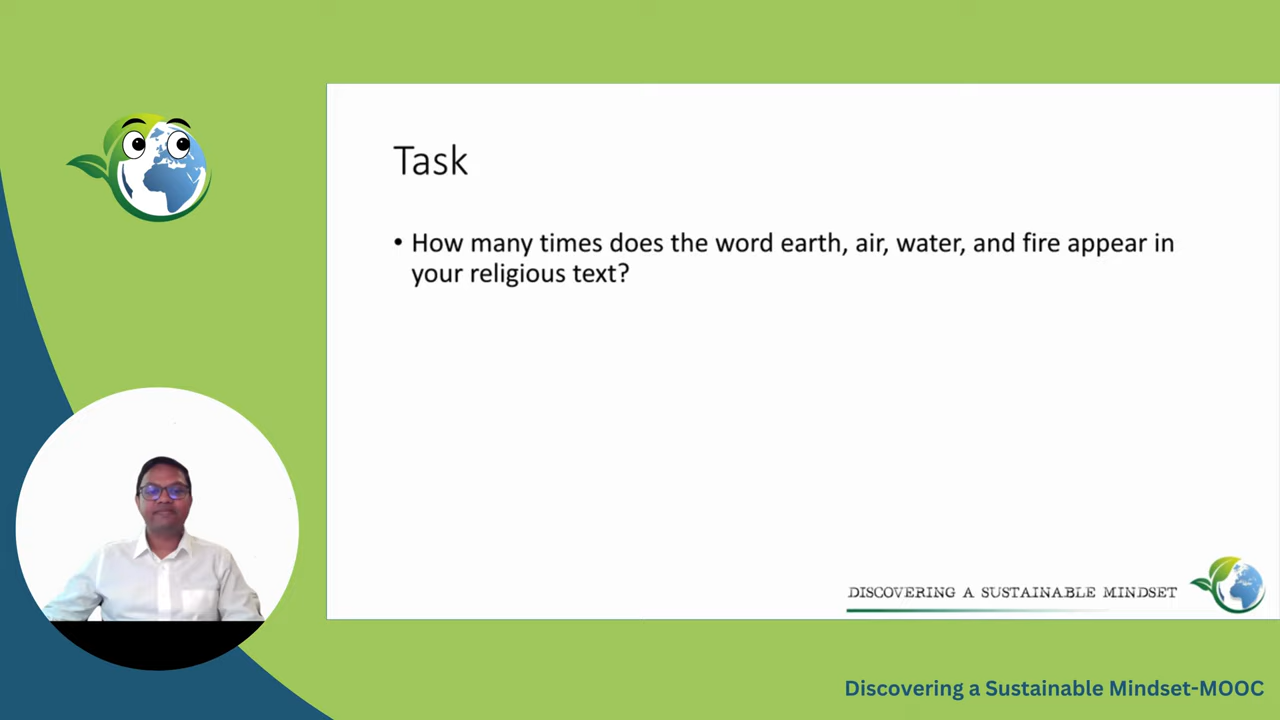 Task
• How many times does the word earth, air, water, and fire appear in
your religious text?
DISCOVERING A SUSTAINABLE MINDSET
Discovering a Sustainable Mindset-MOOC